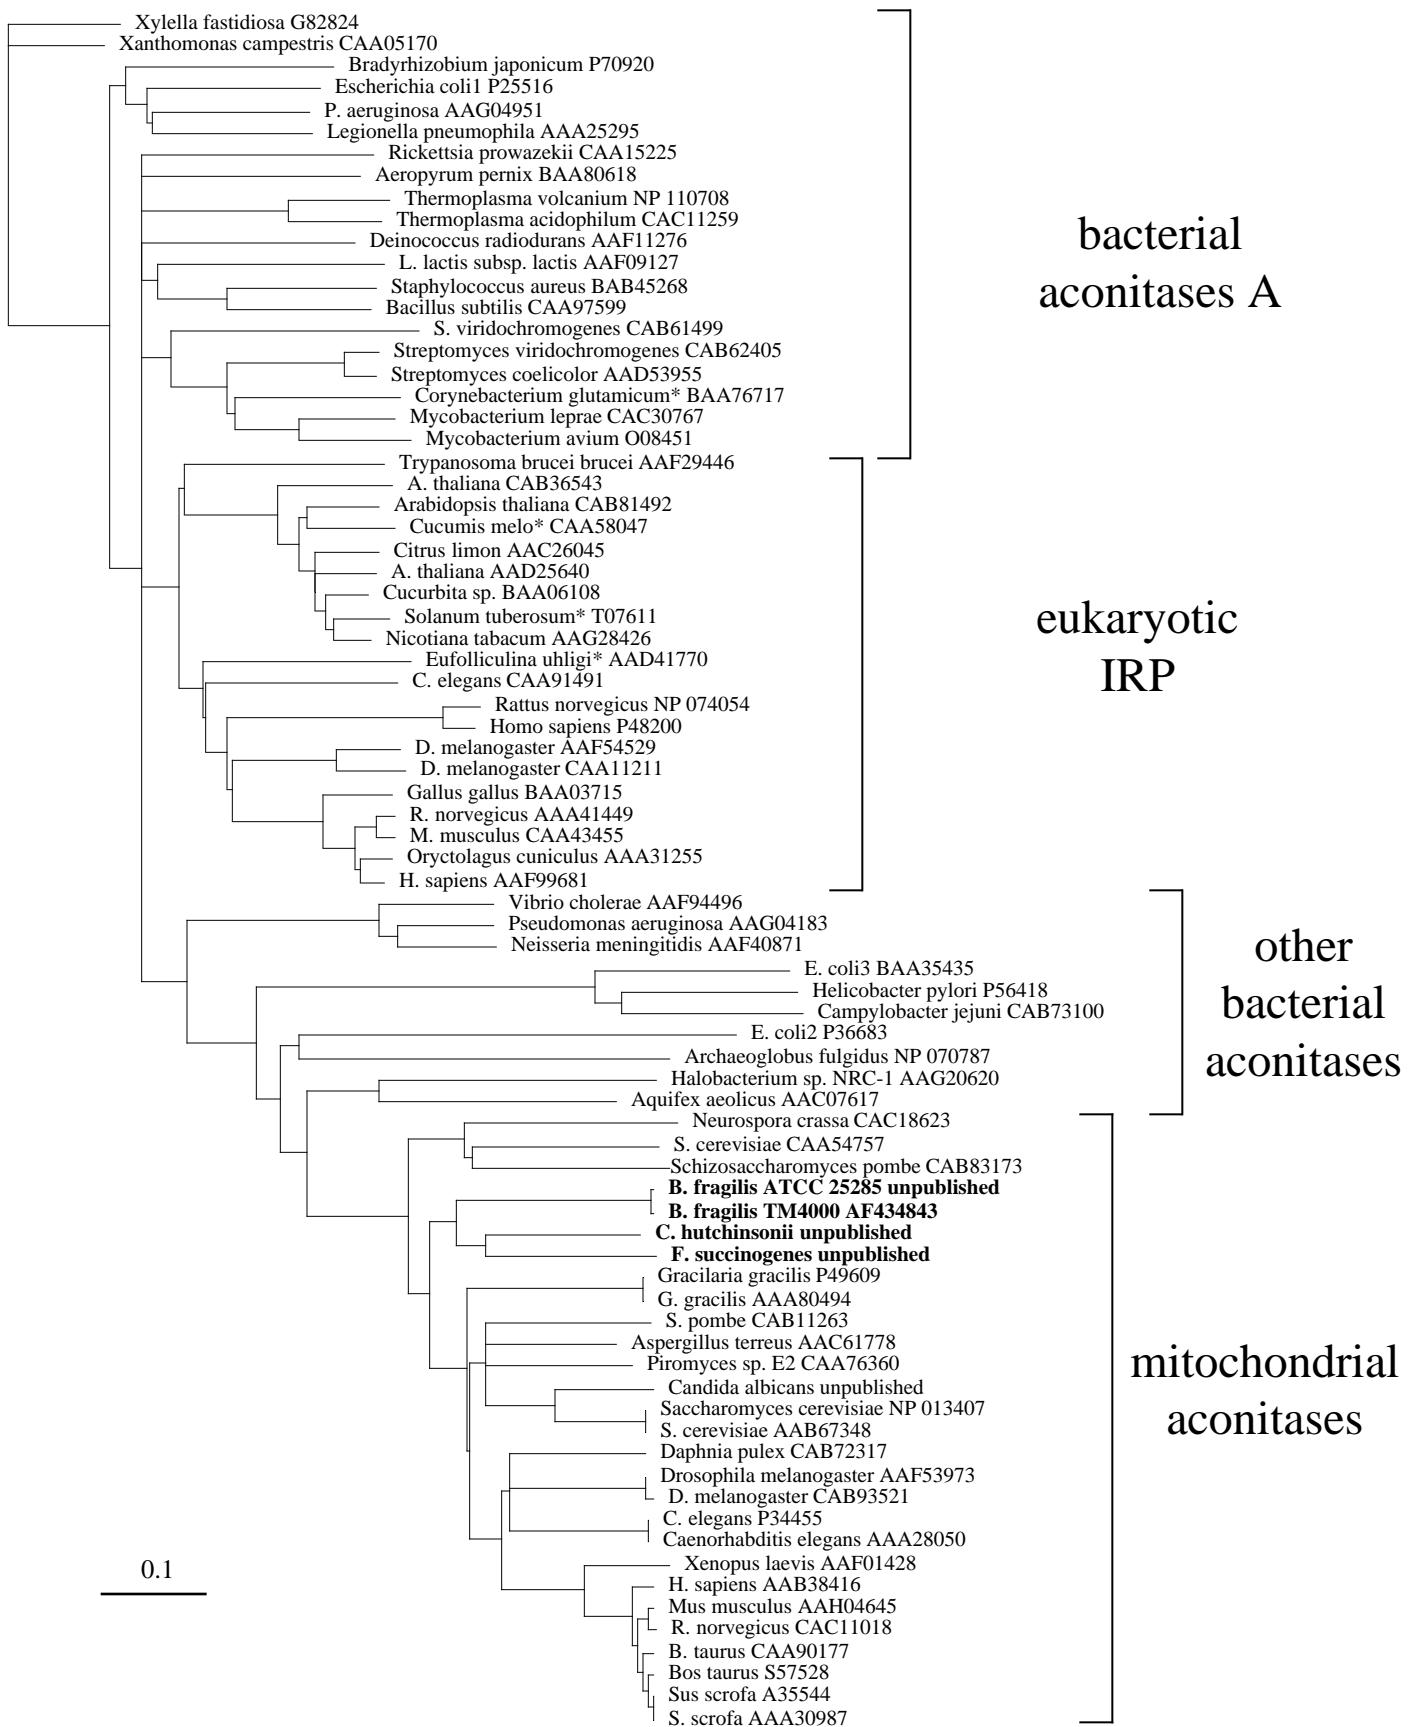 Xylella fastidiosa G82824
Xanthomonas campestris CAA05170
Bradyrhizobium japonicum P70920
Escherichia coli1 P25516
P. aeruginosa AAG04951
Legionella pneumophila AAA25295
Rickettsia prowazekii CAA15225
Aeropyrum pernix BAA80618
Thermoplasma volcanium NP 110708
Thermoplasma acidophilum CAC11259
Deinococcus radiodurans AAF11276
L. lactis subsp. lactis AAF09127
Staphylococcus aureus BAB45268
Bacillus subtilis CAA97599
S. viridochromogenes CAB61499
Streptomyces viridochromogenes CAB62405
Streptomyces coelicolor AAD53955
Corynebacterium glutamicum* BAA76717
Mycobacterium leprae CAC30767
Mycobacterium avium O08451
bacterial
aconitases A
Trypanosoma brucei brucei AAF29446
A. thaliana CAB36543
Arabidopsis thaliana CAB81492
Cucumis melo* CAA58047
Citrus limon AAC26045
A. thaliana AAD25640
Cucurbita sp. BAA06108
Solanum tuberosum* T07611
Nicotiana tabacum AAG28426
Eufolliculina uhligi* AAD41770
C. elegans CAA91491
Rattus norvegicus NP 074054
Homo sapiens P48200
D. melanogaster AAF54529
D. melanogaster CAA11211
Gallus gallus BAA03715
R. norvegicus AAA41449
M. musculus CAA43455
Oryctolagus cuniculus AAA31255
H. sapiens AAF99681
eukaryotic
IRP
Vibrio cholerae AAF94496
Pseudomonas aeruginosa AAG04183
Neisseria meningitidis AAF40871
E. coli3 BAA35435
Helicobacter pylori P56418
Campylobacter jejuni CAB73100
E. coli2 P36683
Archaeoglobus fulgidus NP 070787
Halobacterium sp. NRC-1 AAG20620
Aquifex aeolicus AAC07617
other
bacterial
aconitases
Neurospora crassa CAC18623
S. cerevisiae CAA54757
Schizosaccharomyces pombe CAB83173
B. fragilis ATCC 25285 unpublished
B. fragilis TM4000 AF434843
C. hutchinsonii unpublished
F. succinogenes unpublished
Gracilaria gracilis P49609
G. gracilis AAA80494
S. pombe CAB11263
Aspergillus terreus AAC61778
Piromyces sp. E2 CAA76360
Candida albicans unpublished
Saccharomyces cerevisiae NP 013407
S. cerevisiae AAB67348
Daphnia pulex CAB72317
Drosophila melanogaster AAF53973
D. melanogaster CAB93521
C. elegans P34455
Caenorhabditis elegans AAA28050
Xenopus laevis AAF01428
H. sapiens AAB38416
Mus musculus AAH04645
R. norvegicus CAC11018
B. taurus CAA90177
Bos taurus S57528
Sus scrofa A35544
S. scrofa AAA30987
mitochondrial
aconitases
0.1